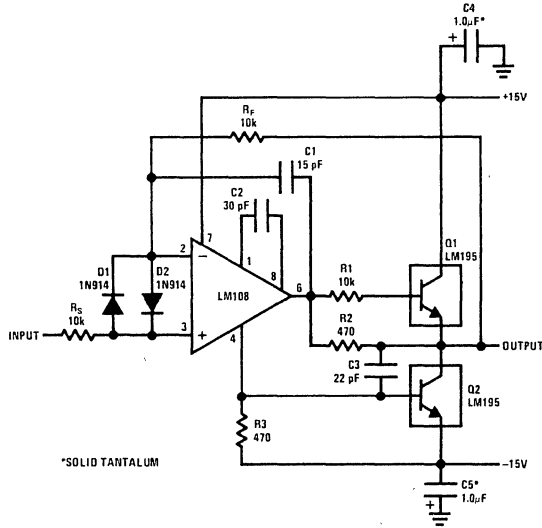 C4
1.0µF*
+
+15V
RF
10k
C1
15 pF
C2
30 pF
7
Q1
LM195
D1
1N914
D2
1N914
2
−
1
8
6
R1
10k
LM108
RS
10k
INPUT
3
+
4
R2
470
OUTPUT
C3
22 pF
Q2
LM195
R3
470
*SOLID TANTALUM
−15V
C5*
1.0µF
+